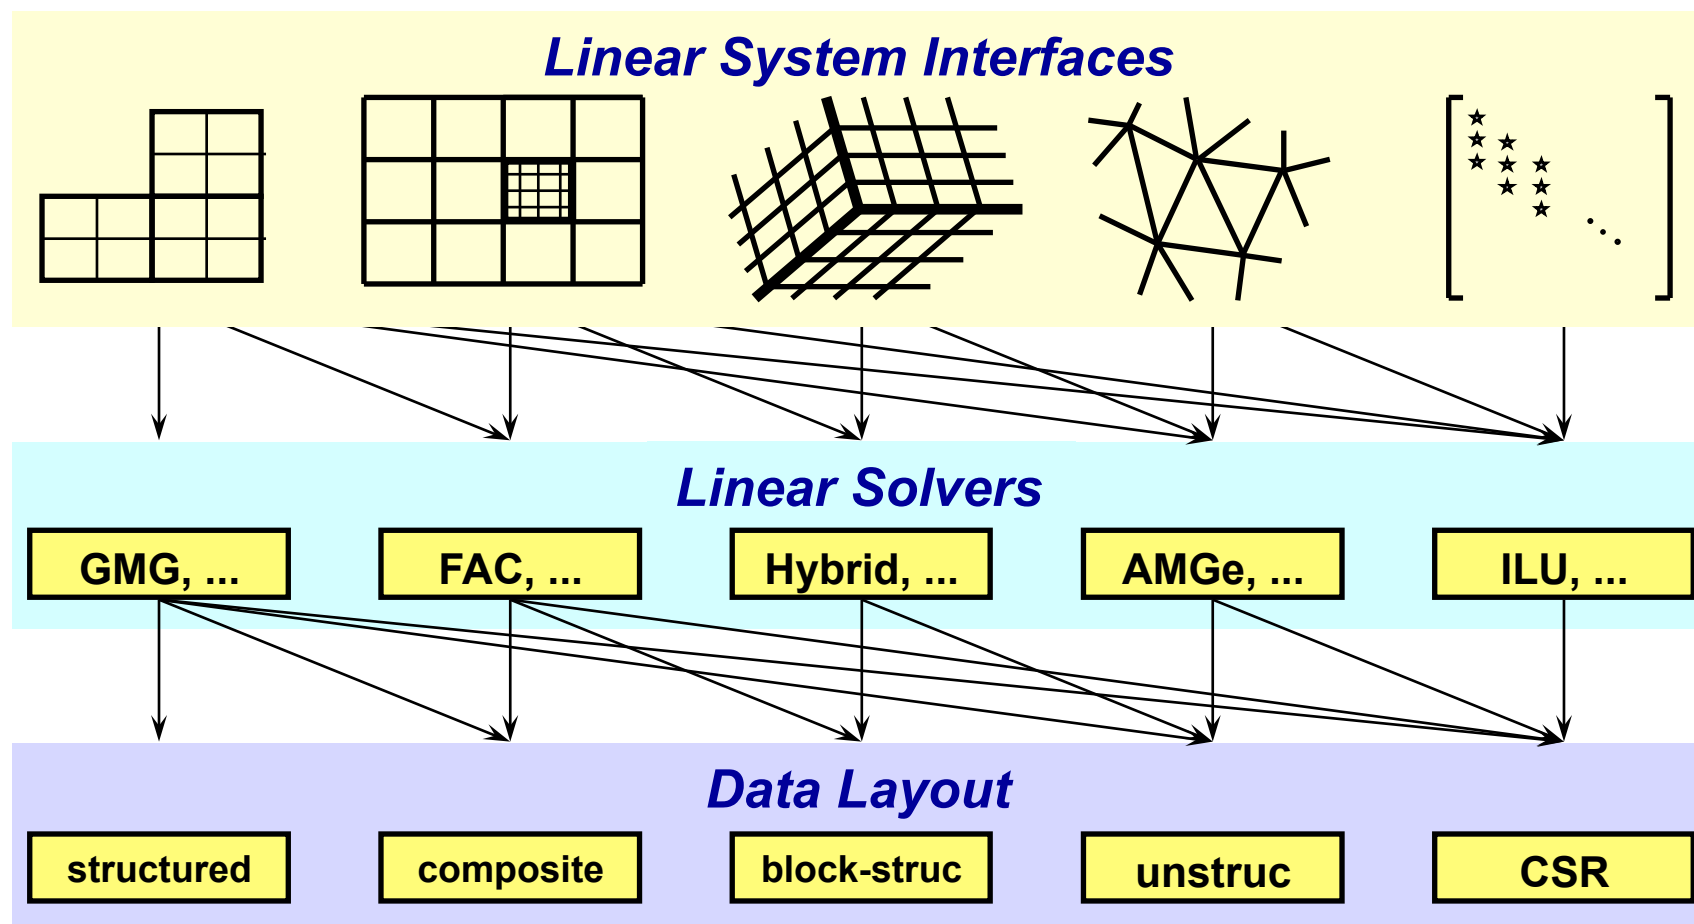 Linear System Interfaces
Linear Solvers
GMG, ...
FAC, ...
Hybrid, ...
AMGe, ...
ILU, ...
Data Layout
structured
composite
block-struc
unstruc
CSR